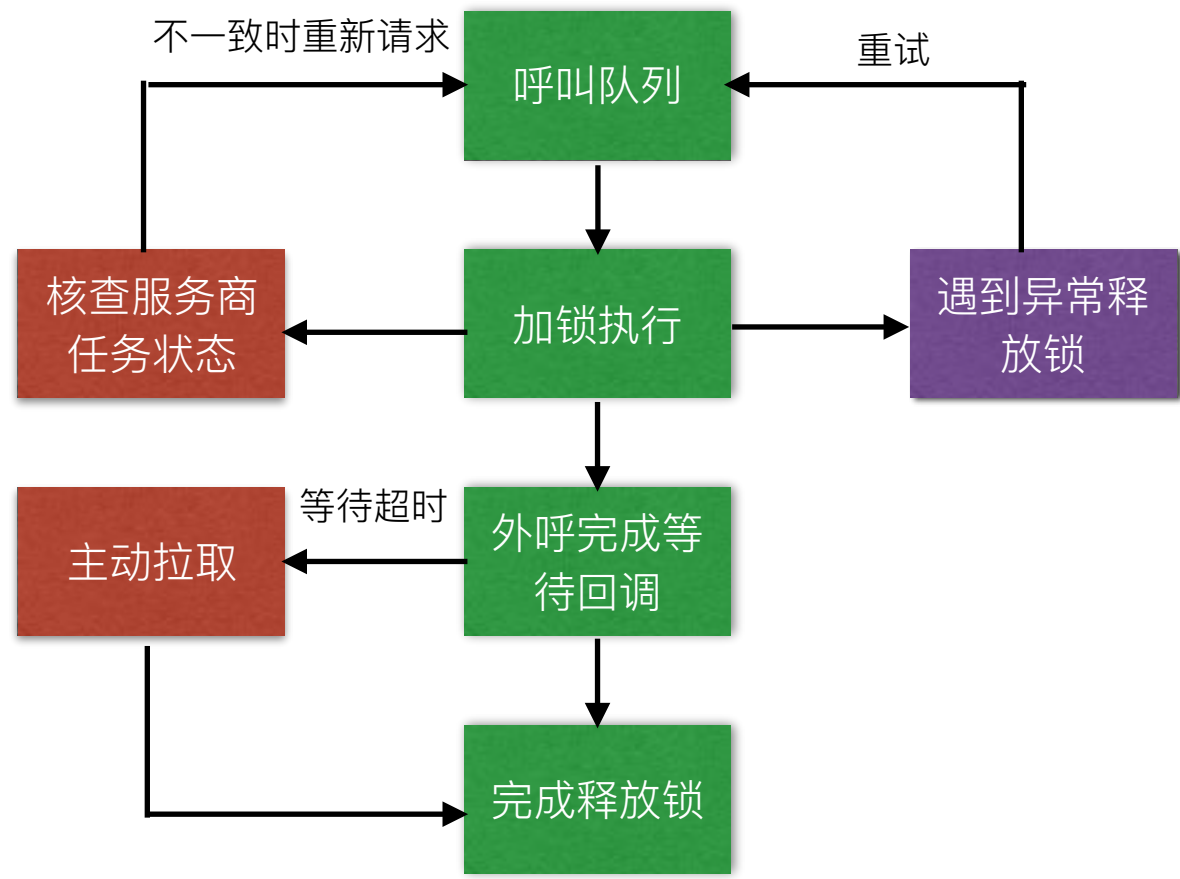 不一致时重新请求
重试
呼叫队列
核查服务商
任务状态
加锁执行
遇到异常释
放锁
等待超时
主动拉取
外呼完成等
待回调
完成释放锁